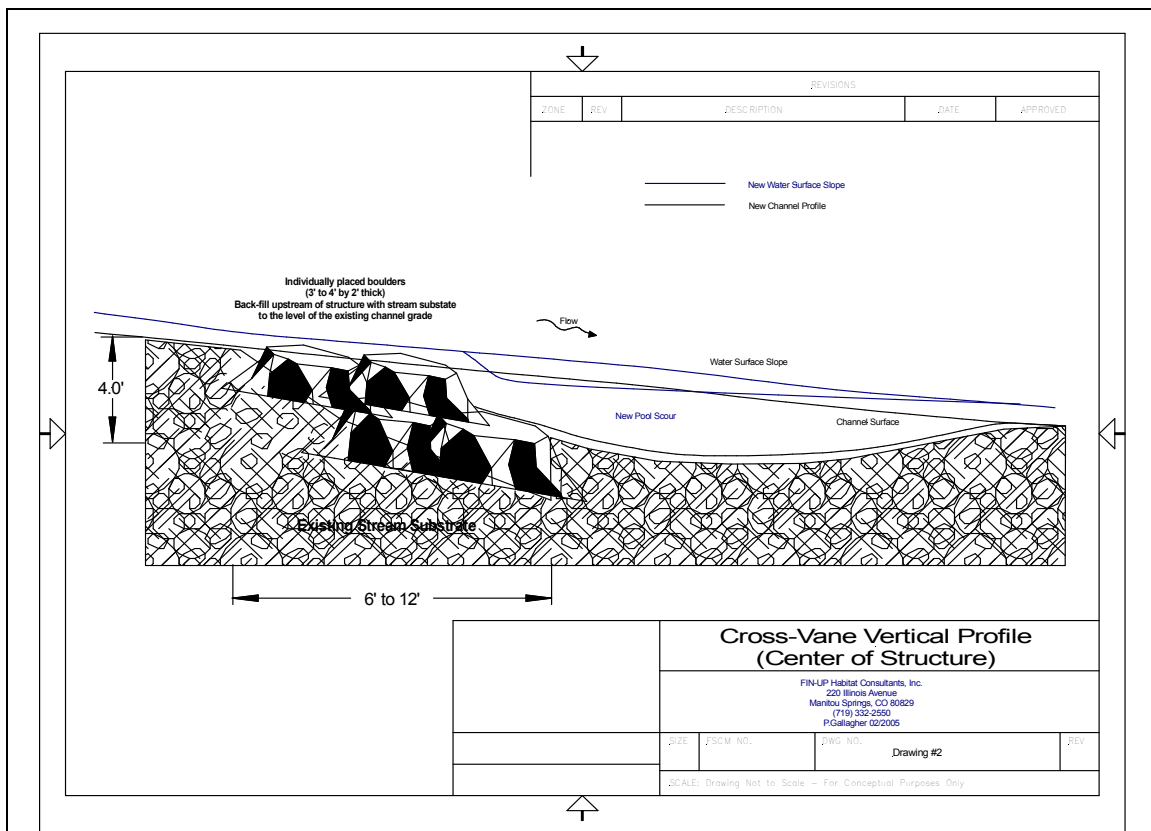 REVISIONS
ZONE REV DESCRIPTION DATE APPROVED
New Water Surface Slope
New Channel Profile
Individually placed boulders
(3' to 4' by 2' thick)
Back-fill upstream of structure with stream substate
to the level of the existing channel grade
Flow
Water Surface Slope
4.0'
New Pool Scour
Channel Surface
Existing Stream Substrate
6' to 12'
Cross-Vane Vertical Profile
(Center of Structure)
FIN-UP Habitat Consultants, Inc.
220 Illinois Avenue
Manitou Springs, CO 80829
(719) 332-2550
P.Gallagher 02/2005
SIZE FSCM NO. DWG NO. REV
Drawing #2
SCALE: Drawing Not to Scale - For Conceptual Purposes Only